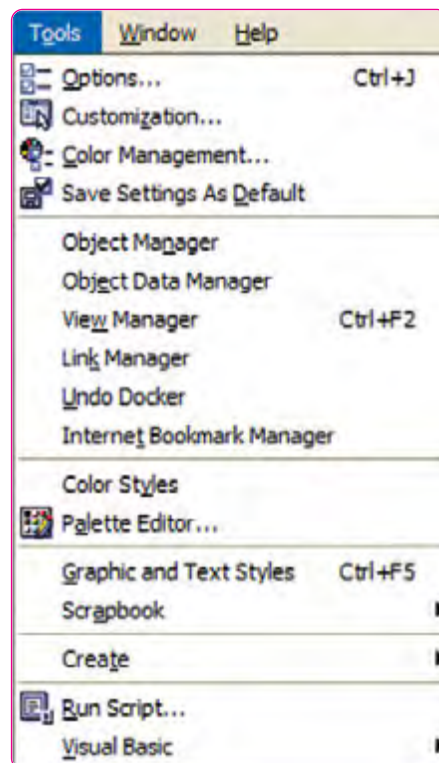 Tools Window Help
Options... Ctrl+J
Customization...
Color Management...
Save Settings As Default
Object Manager
Object Data Manager
View Manager Ctrl+F2
Link Manager
Undo Docker
Internet Bookmark Manager
Color Styles
Palette Editor...
Graphic and Text Styles Ctrl+F5
Scrapbook
Create
Run Script...
Visual Basic